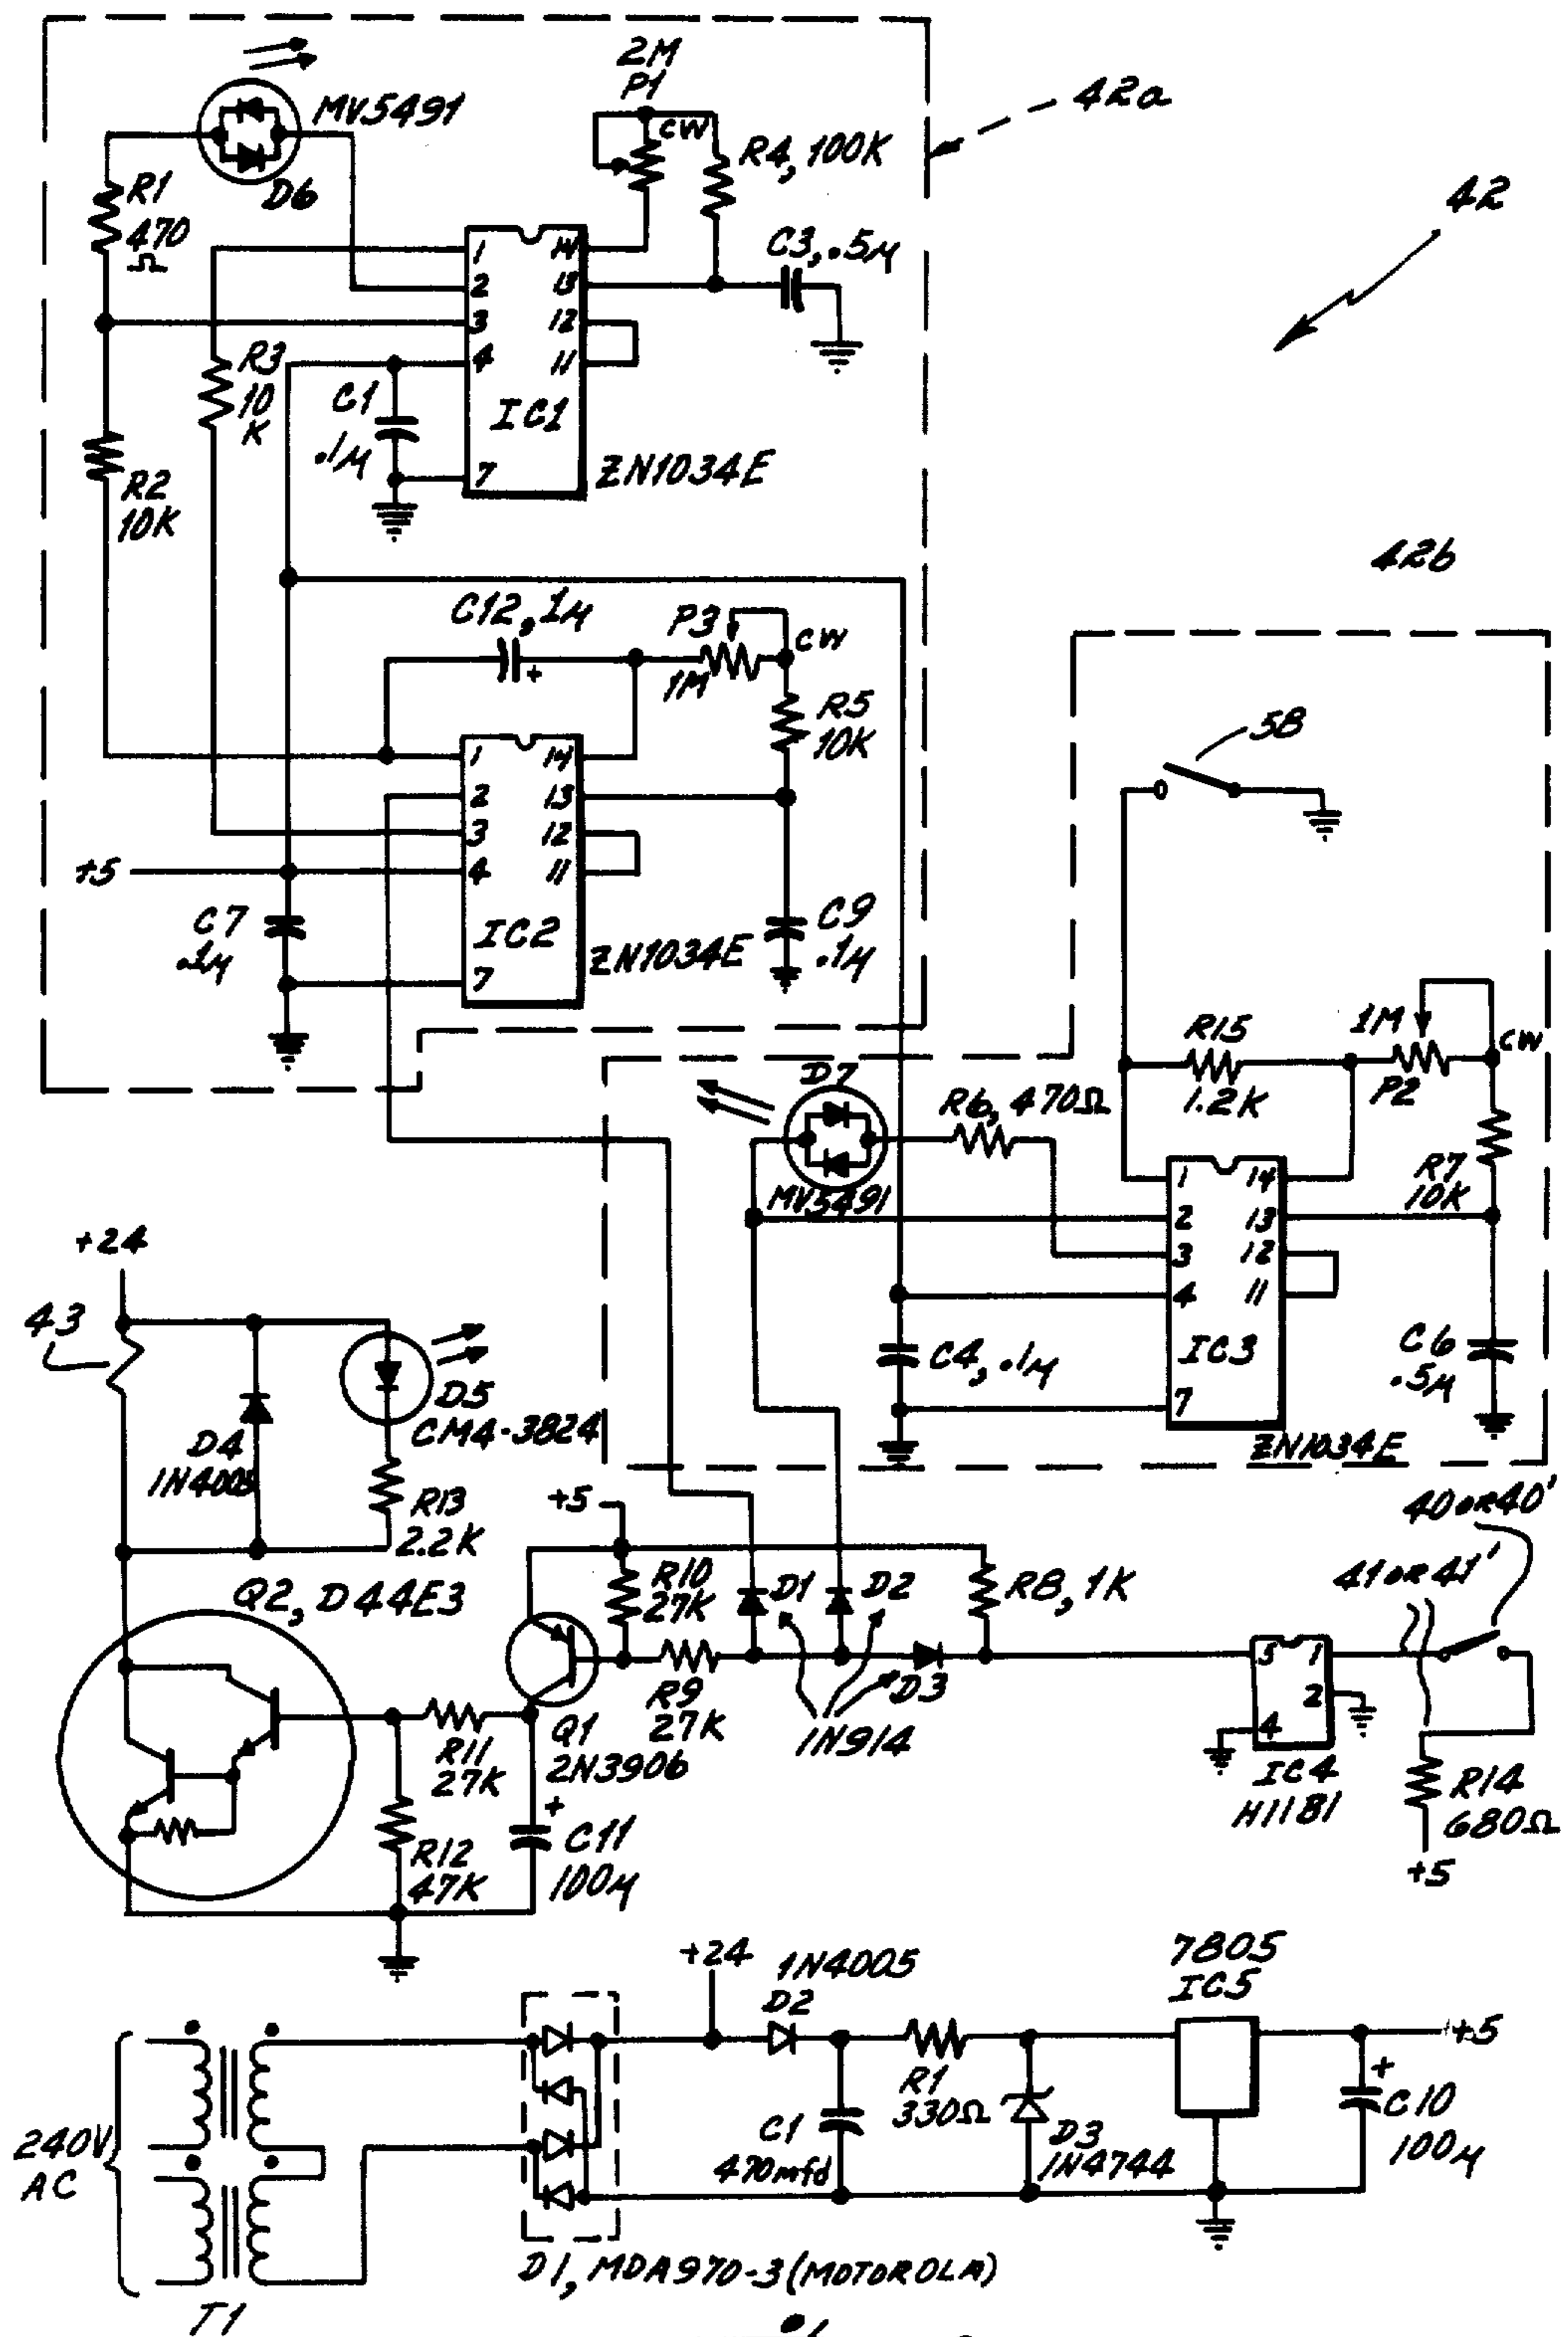 2M
P1
CW
MV5491
D6
R1
470
Ω
R4, 100K
42a
42
C3, .5μ
1
2
3
4
7
14
13
12
11
IC1
ZN1034E
R3
10
K
C1
.1μ
R2
10K
42b
C12, 1μ
P3
CW
1M
R5
10K
58
1
2
3
4
7
14
13
12
11
IC2
ZN1034E
+5
C7
.1μ
C9
.1μ
1M
CW
P2
R15
1.2K
D7
MV5491
R6, 470Ω
R7
10K
1
2
3
4
7
14
13
12
11
IC3
ZN1034E
C4, .1μ
C6
.5μ
+24
43
D4
1N4005
D5
CM4-3824
R13
2.2K
+5
R10
27K
D1
D2
R8, 1K
40 OR 40'
41 OR 41'
Q2, D44E3
R9
27K
D3
1N914
5
1
2
4
IC4
H11B1
R14
680Ω
+5
R11
27K
Q1
2N3906
R12
47K
+
C11
100μ
+24
1N4005
D2
7805
IC5
+5
R1
330Ω
C1
470mfd
D3
1N4744
+
C10
100μ
240V
AC
T1
D1, MDA970-3 (MOTOROLA)